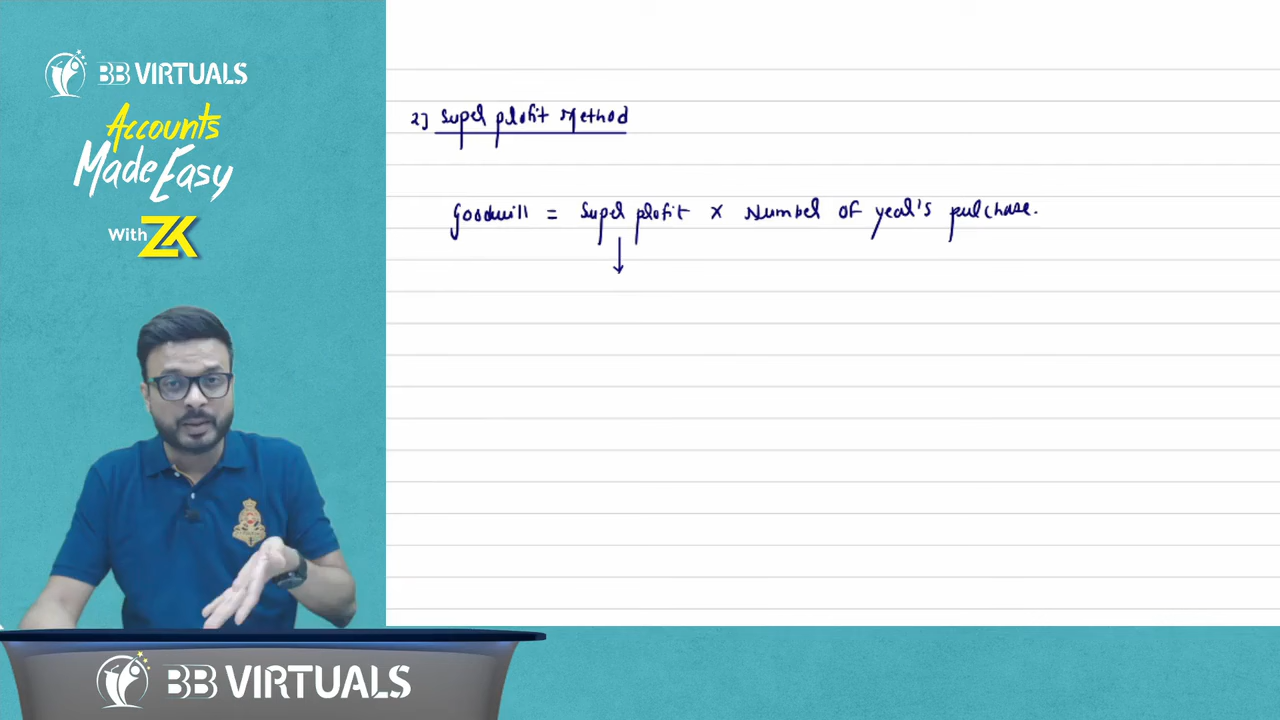 BB VIRTUALS
Accounts
Made Easy
With ZK
2] Super profit Method
Goodwill = Super profit × Number of year's purchase.
BB VIRTUALS